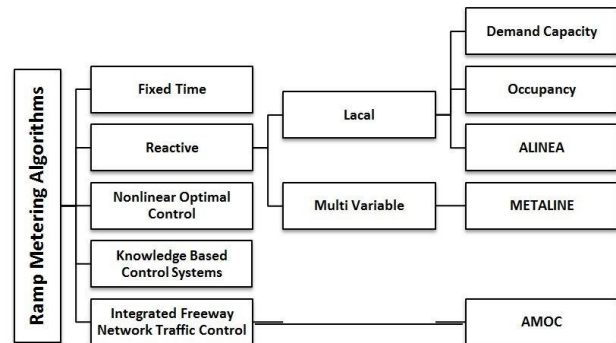 Ramp Metering Algorithms
Fixed Time
Reactive
Nonlinear Optimal
Control
Knowledge Based
Control Systems
Integrated Freeway
Network Traffic Control
Lacal
Multi Variable
Demand Capacity
Occupancy
ALINEA
METALINE
AMOC